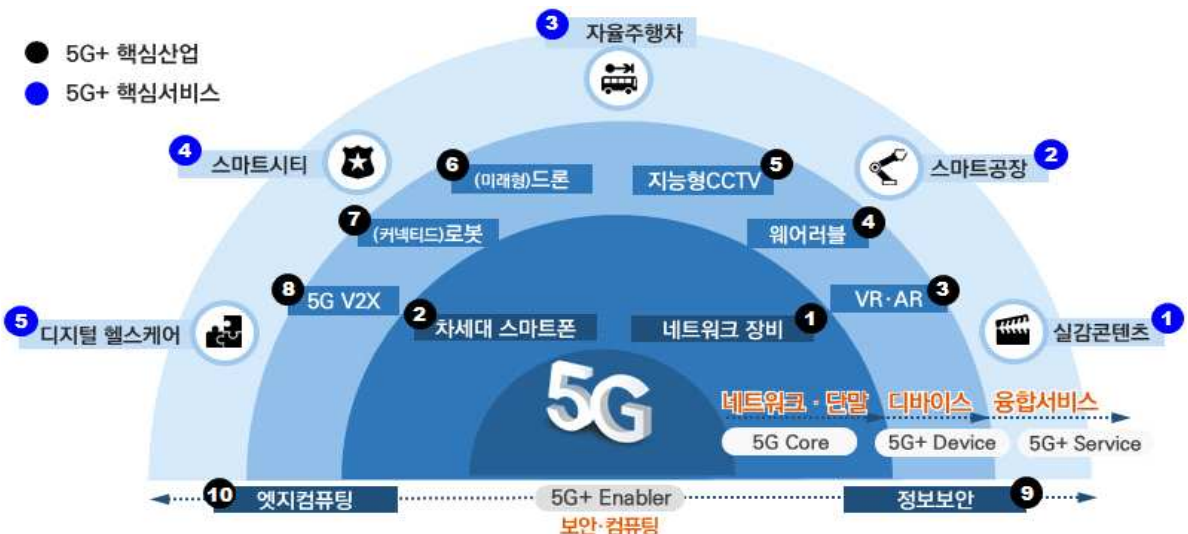 5G+ 핵심산업
5G+ 핵심서비스
3 자율주행차
4 스마트시티
6 (미래형)드론
지능형CCTV 5
스마트공장 2
7 (커넥티드)로봇
웨어러블 4
8 5G V2X
VR·AR 3
5 디지털 헬스케어
2 차세대 스마트폰
네트워크 장비 1
실감콘텐츠 1
5G
네트워크·단말 디바이스 융합서비스
5G Core 5G+ Device 5G+ Service
10 엣지컴퓨팅
5G+ Enabler
정보보안 9
보안·컴퓨팅